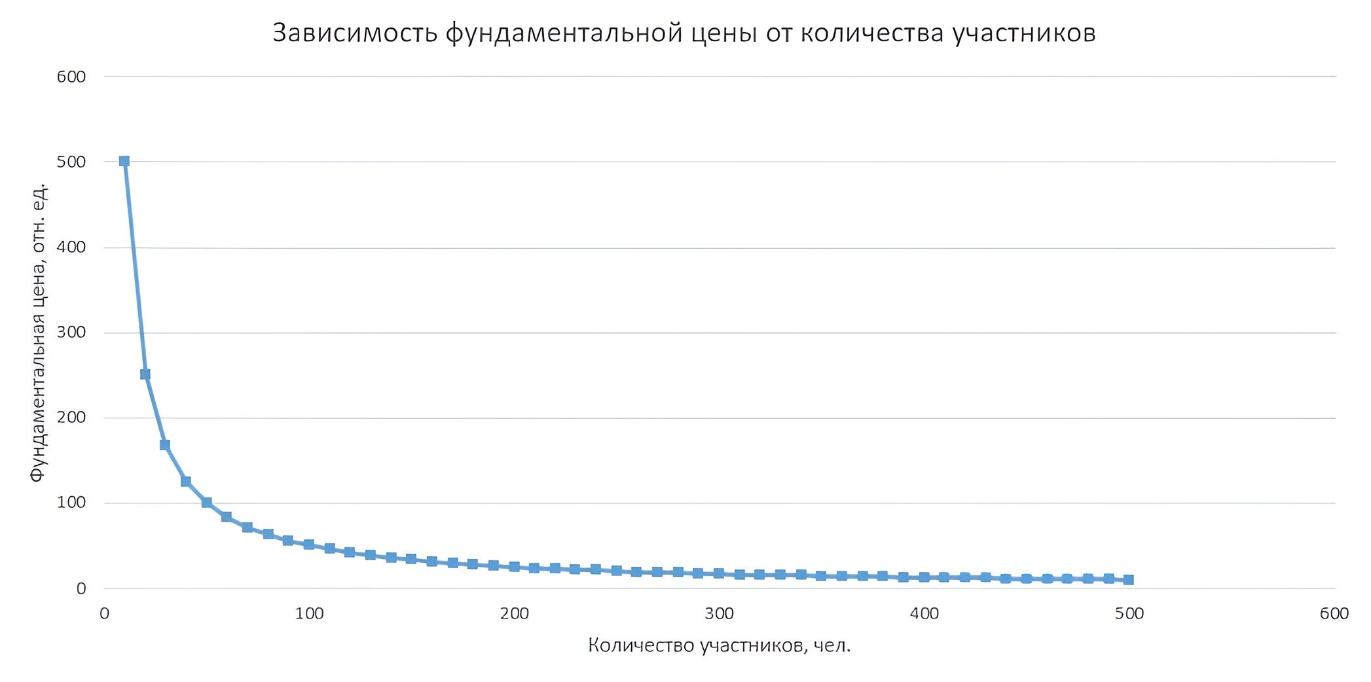 Зависимость фундаментальной цены от количества участников
600
500
400
300
200
100
0
Фундаментальная цена, отн. ед.
0 100 200 300 400 500 600
Количество участников, чел.